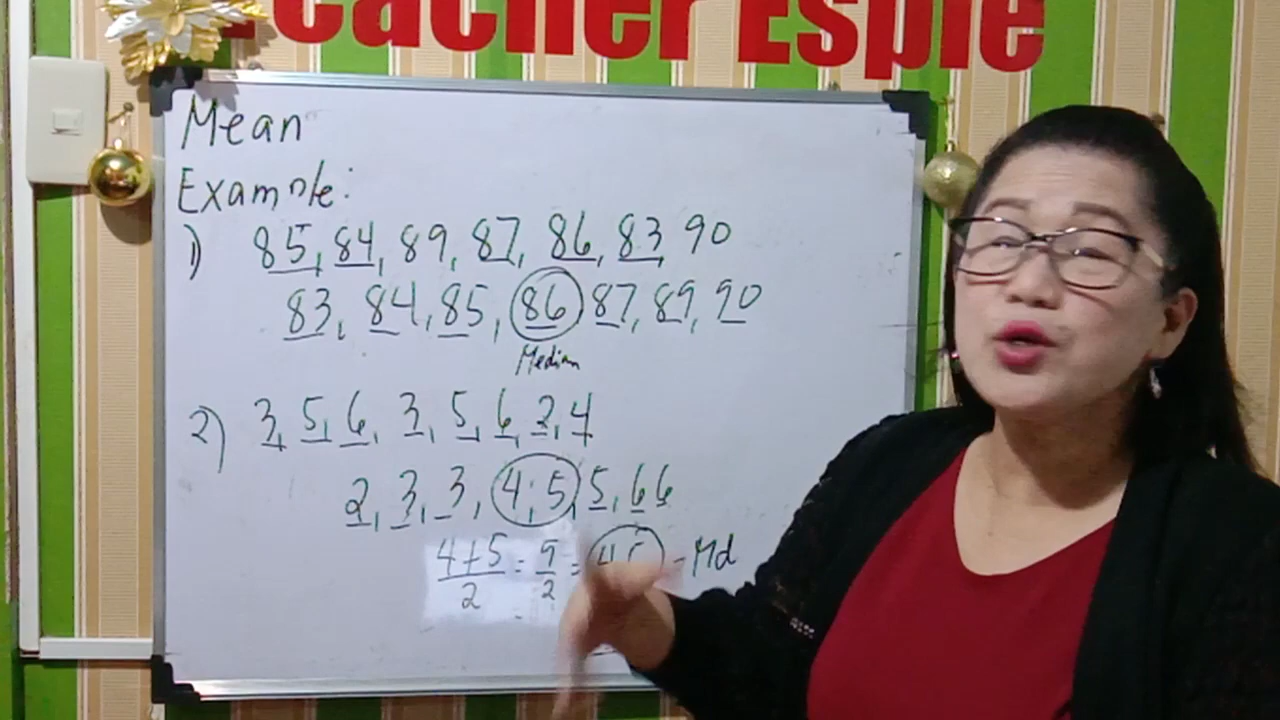 Teacher Espie
Mean
Example:
1) 85, 84, 89, 87, 86, 83, 90
83, 84, 85, 86 87, 89, 90
Median
2) 3, 5, 6, 3, 5, 6, 2, 4
2, 3, 3, 4, 5, 5, 6 6
4+5/2 = 9/2 = - Md